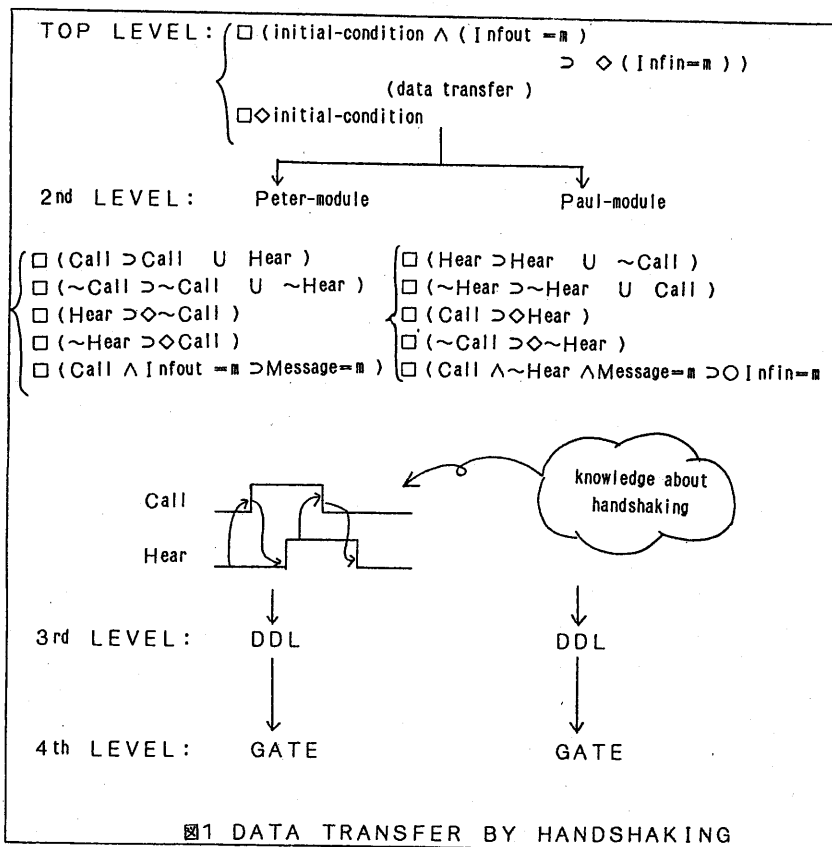 TOP LEVEL: □(initial-condition ∧ (Infout =m)
⊃ ◇(Infin=m))
(data transfer)
□◇initial-condition
2nd LEVEL: Peter-module Paul-module
□(Call ⊃Call U Hear)
□(~Call ⊃~Call U ~Hear)
□(Hear ⊃◇~Call)
□(~Hear ⊃◇Call)
□(Call ∧Infout =m ⊃Message=m)
□(Hear ⊃Hear U ~Call)
□(~Hear ⊃~Hear U Call)
□(Call ⊃◇Hear)
□(~Call ⊃◇~Hear)
□(Call ∧~Hear ∧Message=m ⊃○Infin=m
knowledge about
handshaking
Call
Hear
3rd LEVEL: DDL DDL
4th LEVEL: GATE GATE
図1 DATA TRANSFER BY HANDSHAKING